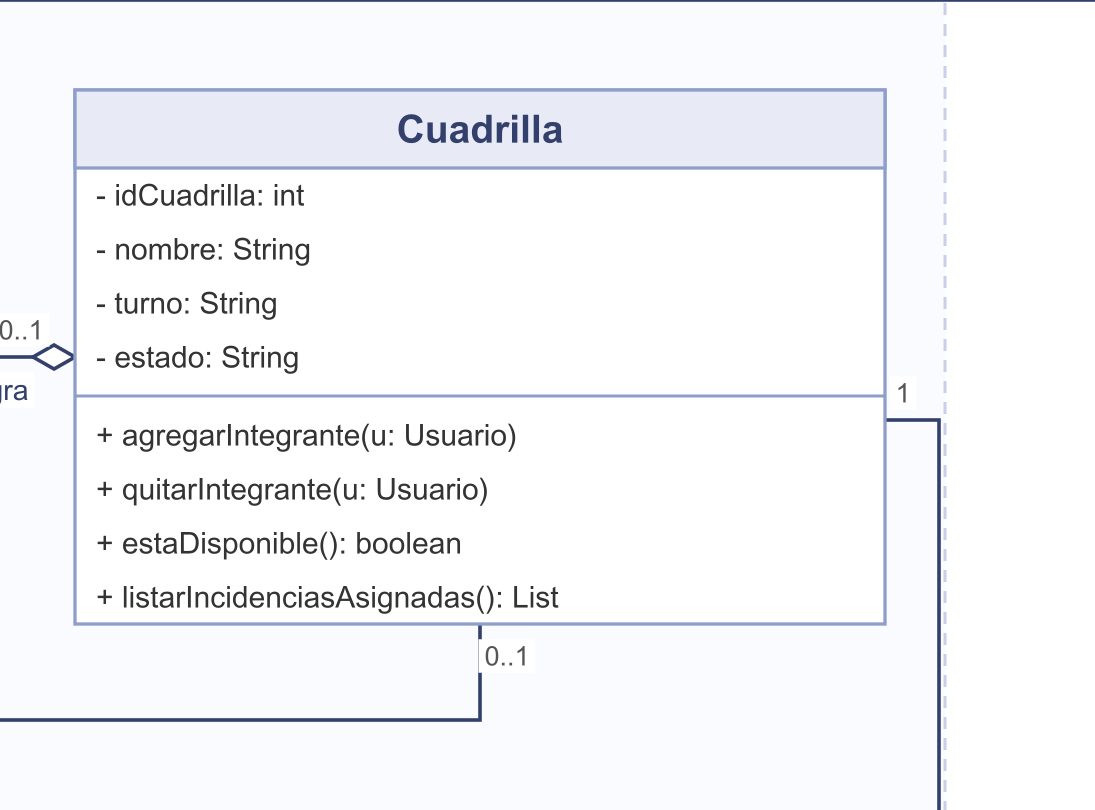 Cuadrilla
- idCuadrilla: int
- nombre: String
- turno: String
0..1
- estado: String
1
+ agregarIntegrante(u: Usuario)
+ quitarIntegrante(u: Usuario)
+ estaDisponible(): boolean
+ listarIncidenciasAsignadas(): List
0..1